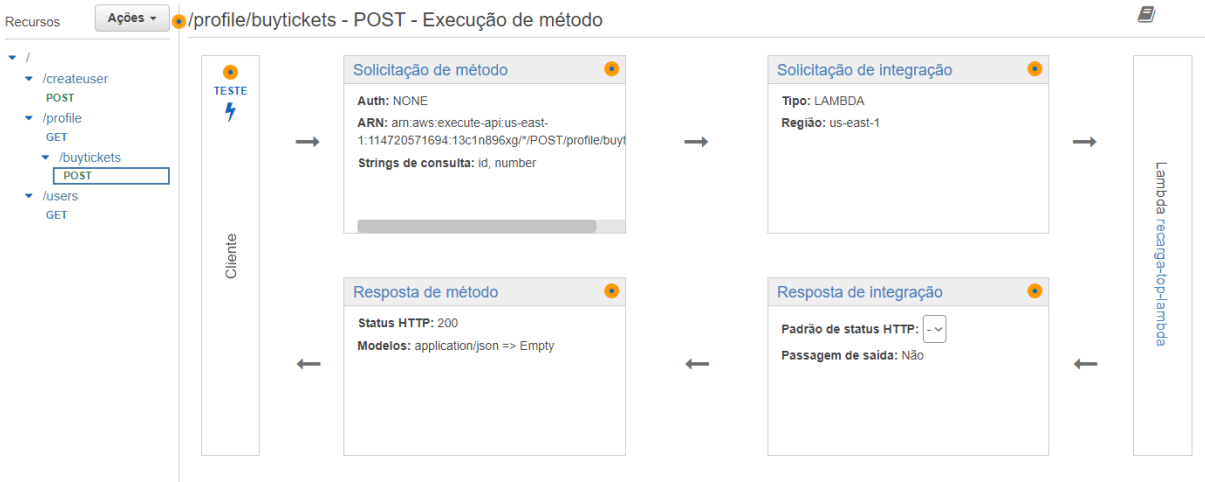 Recursos
Ações
/profile/buytickets - POST - Execução de método
/
/createuser
POST
/profile
GET
/buytickets
POST
/users
GET
TESTE
Cliente
Solicitação de método
Auth: NONE
ARN: arn:aws:execute-api:us-east-
1:114720571694:13c1n896xg/*/POST/profile/buyt
Strings de consulta: id, number
Solicitação de integração
Tipo: LAMBDA
Região: us-east-1
Resposta de método
Status HTTP: 200
Modelos: application/json => Empty
Resposta de integração
Padrão de status HTTP: -
Passagem de saída: Não
Lambda recarga-top-lambda